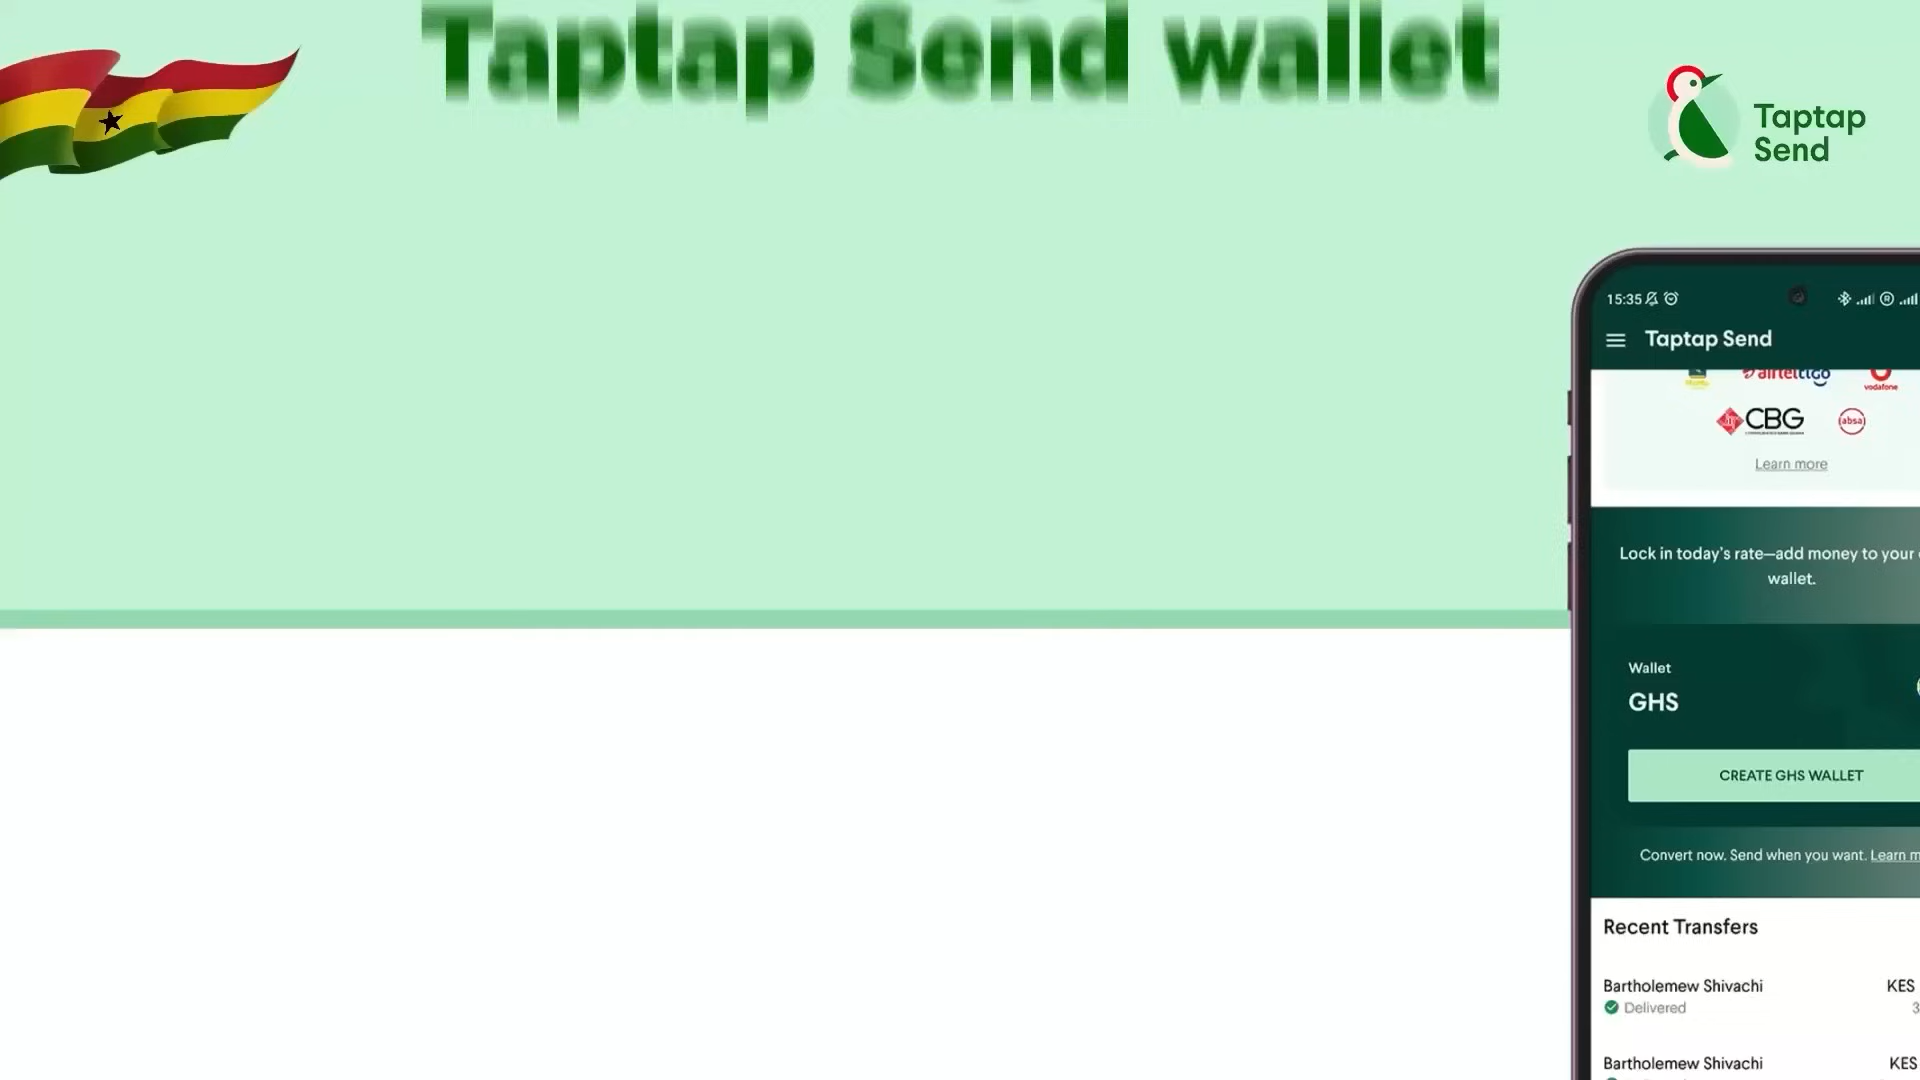 Taptap Send wallet
Taptap
Send
15:35
Taptap Send
airteltigo
vodafone
CBG
absa
Learn more
Lock in today's rate—add money to your
wallet.
Wallet
GHS
CREATE GHS WALLET
Convert now. Send when you want. Learn
Recent Transfers
Bartholemew Shivachi
KES
Delivered
3
Bartholemew Shivachi
KES